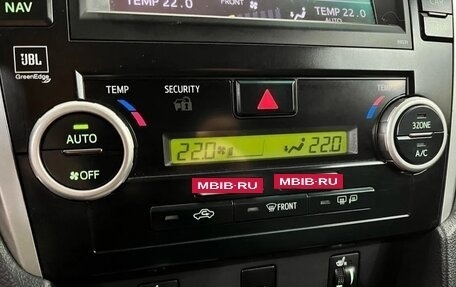 NAV
TEMP 22.0
FRONT
TEMP 22.0
JBL
GreenEdge
TEMP
SECURITY
TEMP
AUTO
OFF
22.0
22.0
3ZONE
A/C
MBIB-RU
MBIB-RU
FRONT